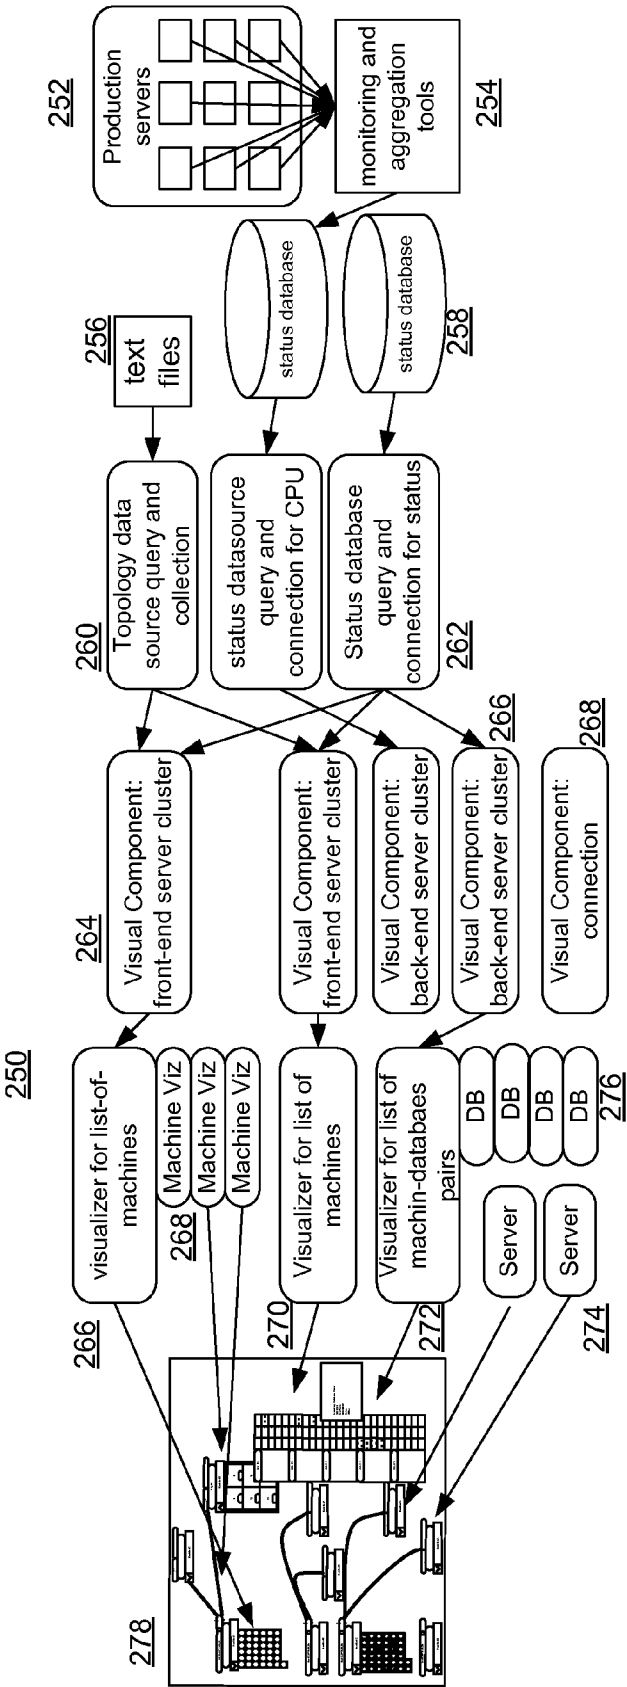 250
252
Production
servers
monitoring and
aggregation
tools
254
256
text
files
status database
status database
258
260
Topology data
source query and
collection
status datasource
query and
connection for CPU
Status database
query and
connection for status
262
264
Visual Component:
front-end server cluster
Visual Component:
front-end server cluster
Visual Component:
back-end server cluster
Visual Component:
back-end server cluster
266
Visual Component:
connection
268
visualizer for list-of-
machines
266
Machine Viz
Machine Viz
Machine Viz
268
Visualizer for list of
machines
270
Visualizer for list of
machin-databaes
pairs
272
DB
DB
DB
DB
276
Server
Server
274
278